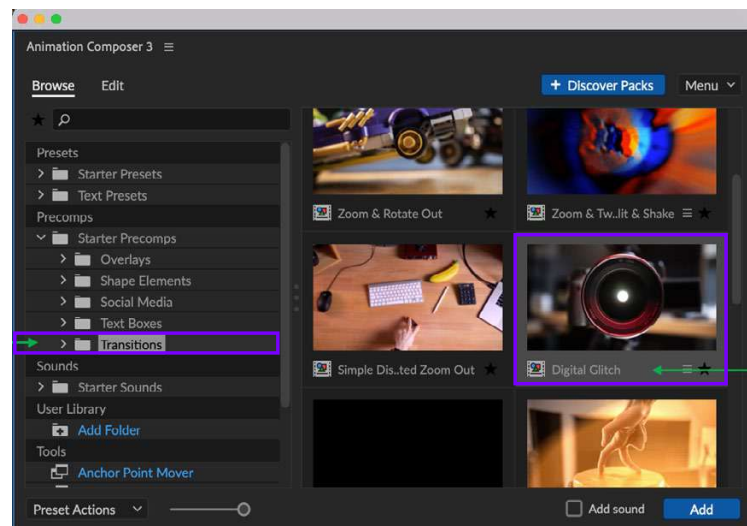 Animation Composer 3
Browse Edit
+ Discover Packs Menu
Presets
Starter Presets
Text Presets
Precomps
Starter Precomps
Overlays
Shape Elements
Social Media
Text Boxes
Transitions
Sounds
Starter Sounds
User Library
Add Folder
Tools
Anchor Point Mover
Zoom & Rotate Out
Zoom & Tw..lit & Shake
Simple Dis..ted Zoom Out
Digital Glitch
Preset Actions
Add sound
Add